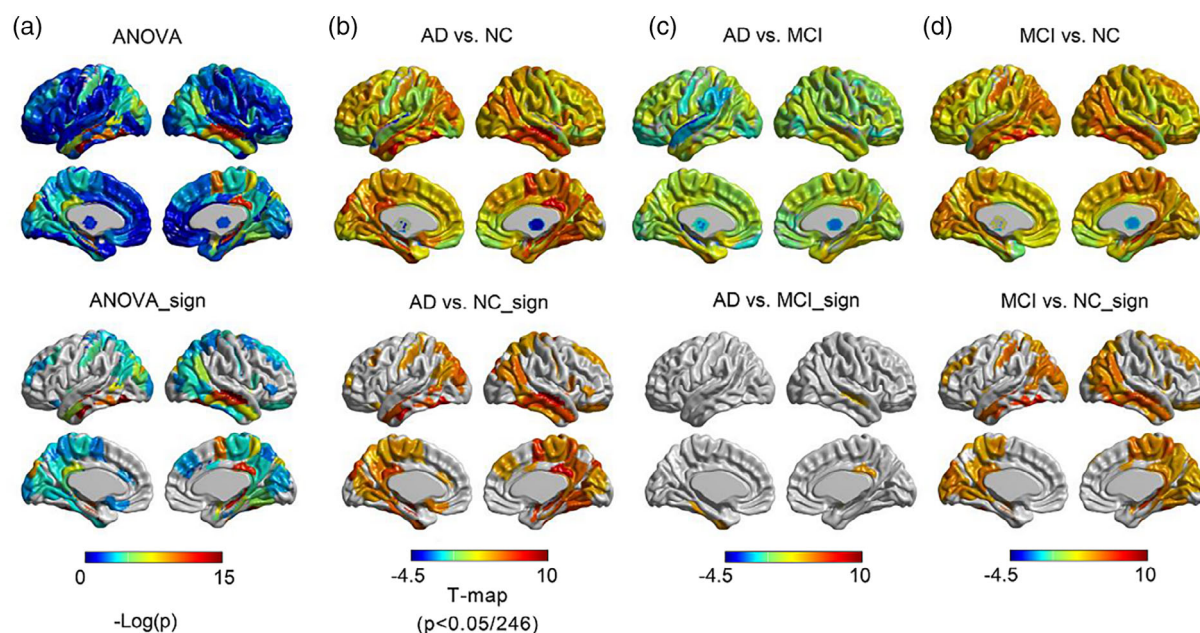 (a) (b) (c) (d)
ANOVA AD vs. NC AD vs. MCI MCI vs. NC
ANOVA_sign AD vs. NC_sign AD vs. MCI_sign MCI vs. NC_sign
0 15 -4.5 10 -4.5 10 -4.5 10
-Log(p) T-map
(p<0.05/246)